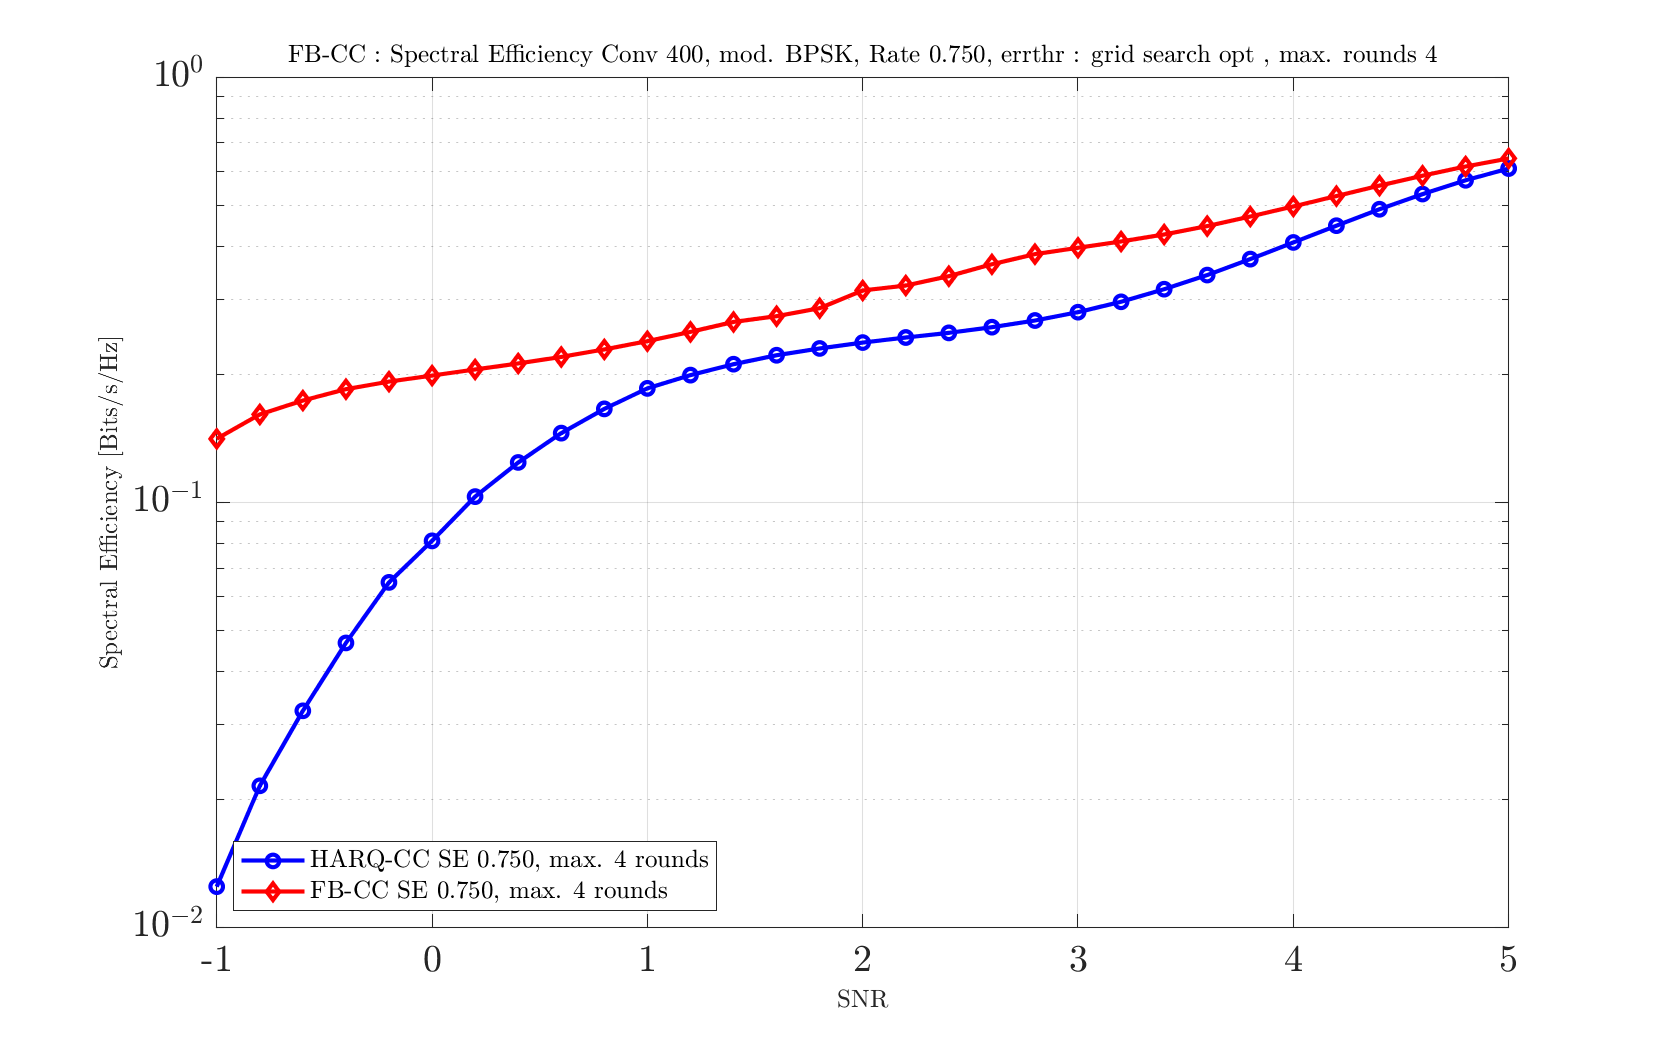 FB-CC : Spectral Efficiency Conv 400, mod. BPSK, Rate 0.750, errthr : grid search opt , max. rounds 4
10^0
10^-1
10^-2
Spectral Efficiency [Bits/s/Hz]
HARQ-CC SE 0.750, max. 4 rounds
FB-CC SE 0.750, max. 4 rounds
-1 0 1 2 3 4 5
SNR